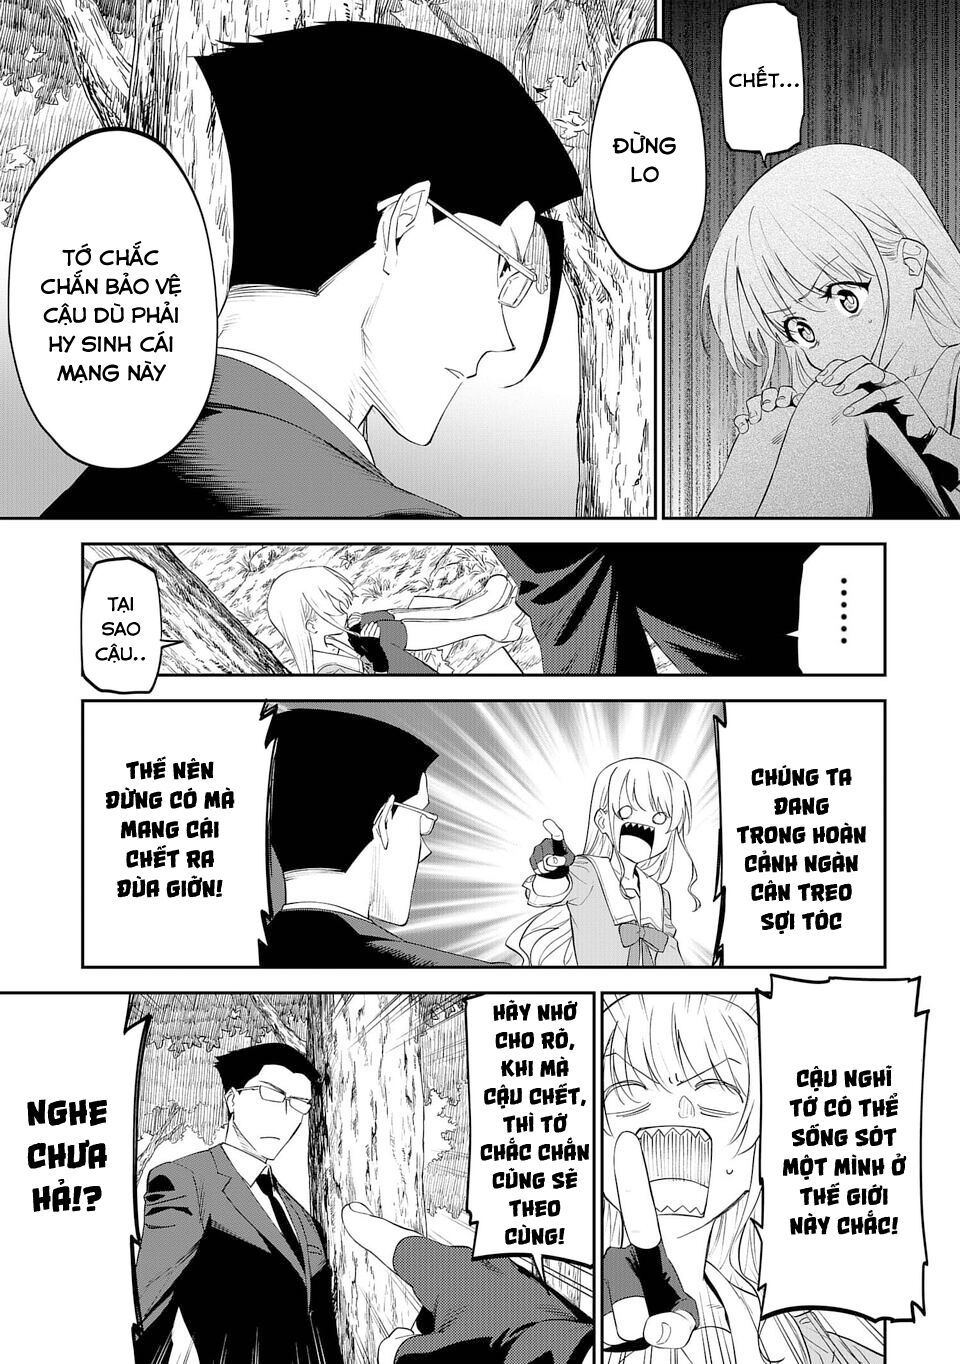 CHẾT...
ĐỪNG
LO
TỚ CHẮC
CHẮN BẢO VỆ
CẬU DÙ PHẢI
HY SINH CÁI
MẠNG NÀY
......
TẠI
SAO
CẬU..
CHÚNG TA
ĐANG
TRONG HOÀN
CẢNH NGÀN
CÂN TREO
SỢI TÓC
THẾ NÊN
ĐỪNG CÓ MÀ
MANG CÁI
CHẾT RA
ĐÙA GIỠN!
CẬU NGHĨ
TỚ CÓ THỂ
SỐNG SÓT
MỘT MÌNH Ở
THẾ GIỚI
NÀY CHẮC!
HÃY NHỚ
CHO RÕ,
KHI MÀ
CẬU CHẾT,
THÌ TỚ
CHẮC CHẮN
CŨNG SẼ
THEO
CÙNG!
NGHE
CHƯA
HẢ!?